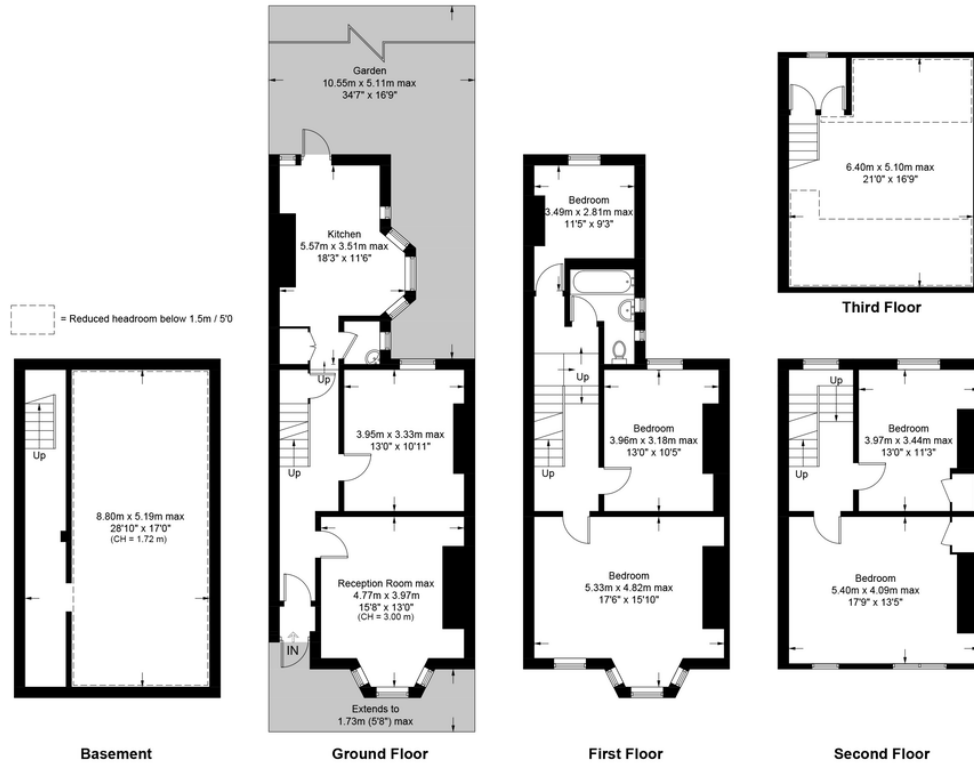 Garden
10.55m x 5.11m max
34'7" x 16'9"
Kitchen
5.57m x 3.51m max
18'3" x 11'6"
Up
Up
3.95m x 3.33m max
13'0" x 10'11"
Reception Room max
4.77m x 3.97m
15'8" x 13'0"
(CH = 3.00 m)
IN
Extends to
1.73m (5'8") max
Ground Floor
= Reduced headroom below 1.5m / 5'0
Up
8.80m x 5.19m max
28'10" x 17'0"
(CH = 1.72 m)
Basement
Bedroom
3.49m x 2.81m max
11'5" x 9'3"
Up
Up
Bedroom
3.96m x 3.18m max
13'0" x 10'5"
Bedroom
5.33m x 4.82m max
17'6" x 15'10"
First Floor
6.40m x 5.10m max
21'0" x 16'9"
Third Floor
Up
Up
Bedroom
3.97m x 3.44m max
13'0" x 11'3"
Bedroom
5.40m x 4.09m max
17'9" x 13'5"
Second Floor